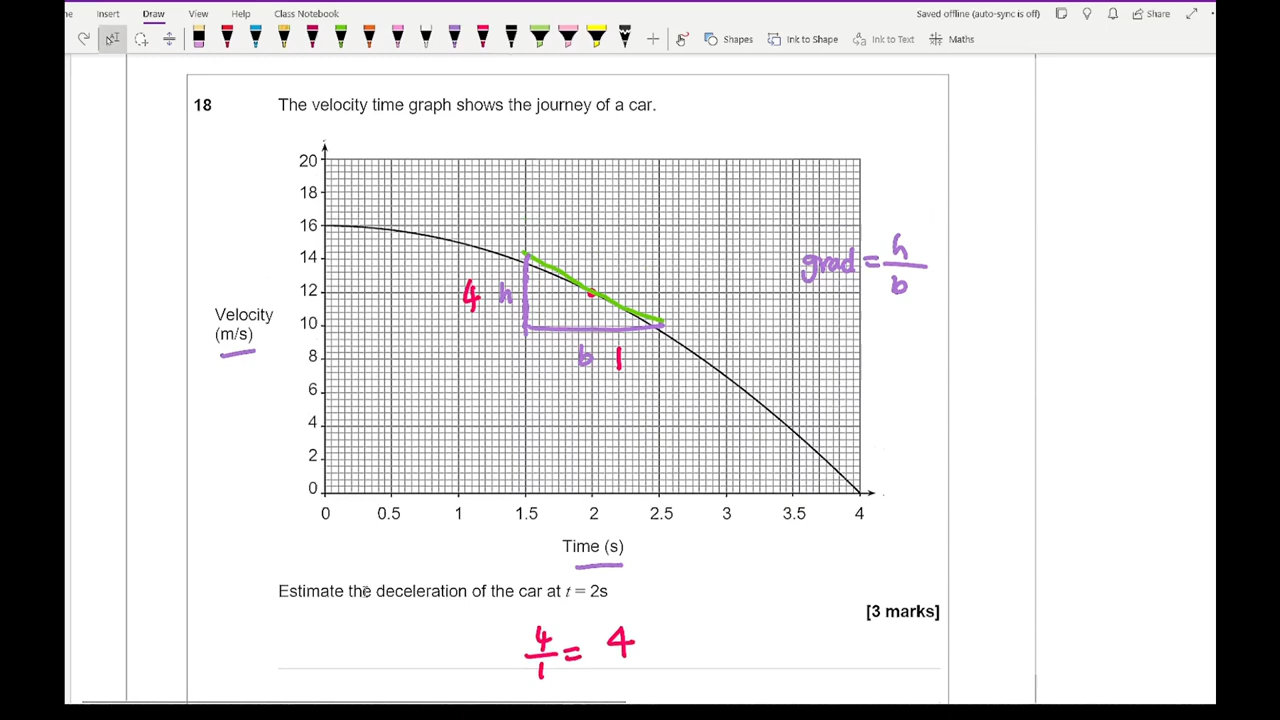 me Insert Draw View Help Class Notebook Saved offline (auto-sync is off) Share
Shapes Ink to Shape Ink to Text Maths
18 The velocity time graph shows the journey of a car.
20
18
16
14
12
10
8
6
4
2
0
Velocity
(m/s)
4 h
b 1
grad = h/b
0 0.5 1 1.5 2 2.5 3 3.5 4
Time (s)
Estimate the deceleration of the car at t = 2s
[3 marks]
4/1 = 4